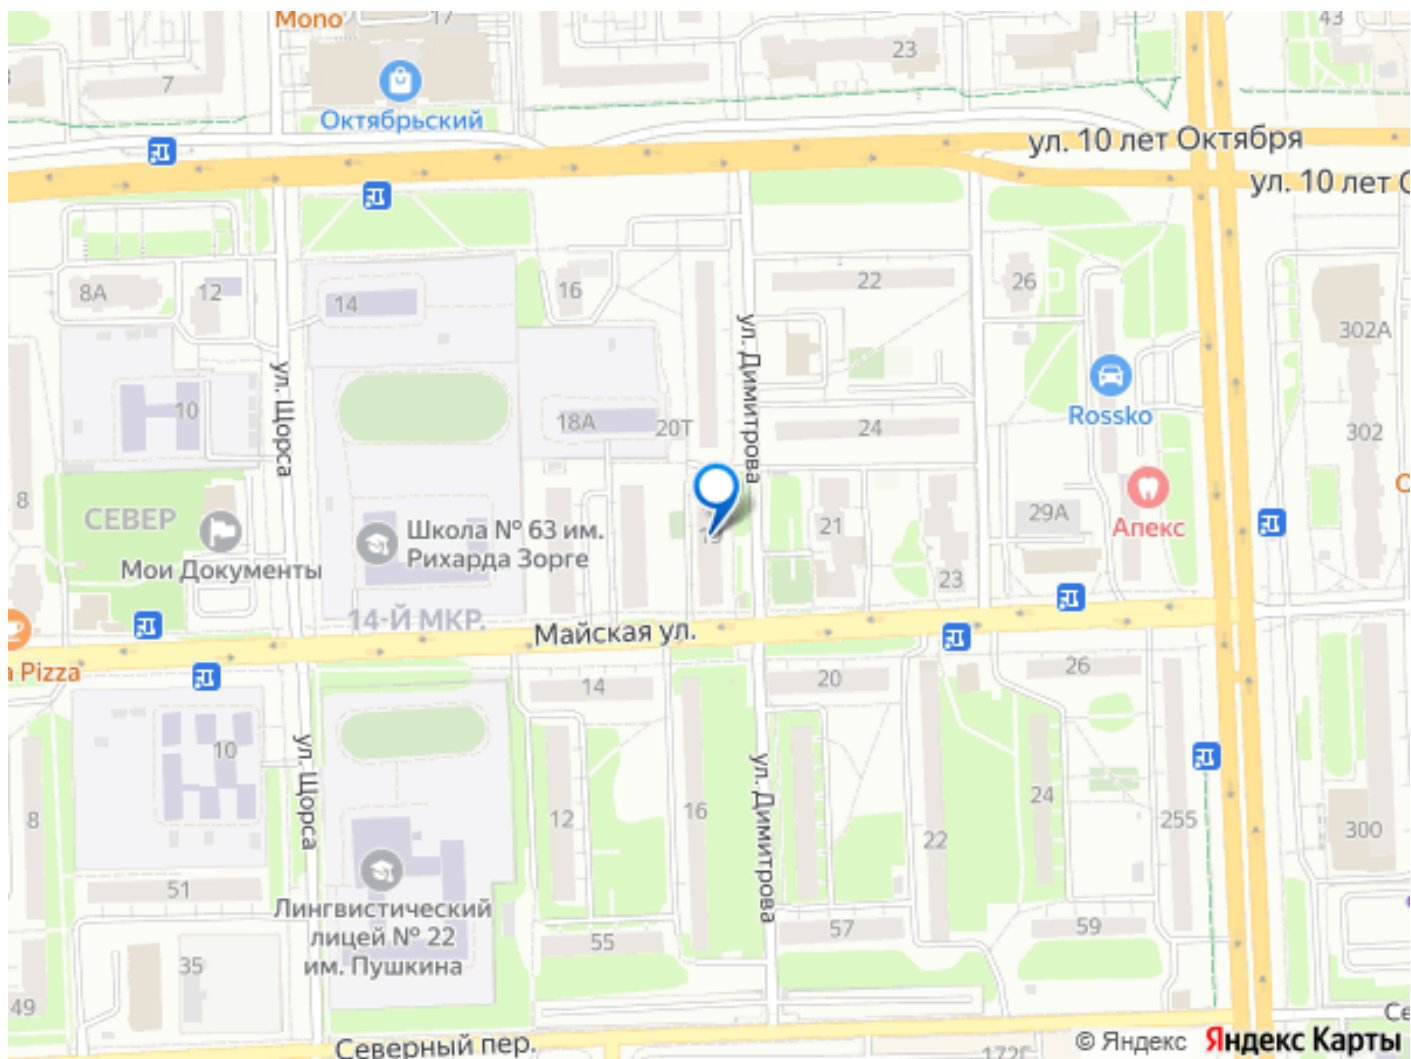 Mono
17
43
23
7
Октябрьский
ул. 10 лет Октября
ул. 10 лет О
8А
12
14
16
22
26
302А
ул. Щорса
ул. Димитрова
Rossko
10
18А
20Т
24
302
8
СЕВЕР
Мои Документы
Школа № 63 им.
Рихарда Зорге
21
29А
Апекс
О
23
14-Й МКР.
Майская ул.
a Pizza
14
20
26
10
ул. Щорса
ул. Димитрова
8
12
16
22
24
255
300
51
Лингвистический
лицей № 22
им. Пушкина
55
57
59
35
49
Северный пер.
Се
© Яндекс
Яндекс Карты